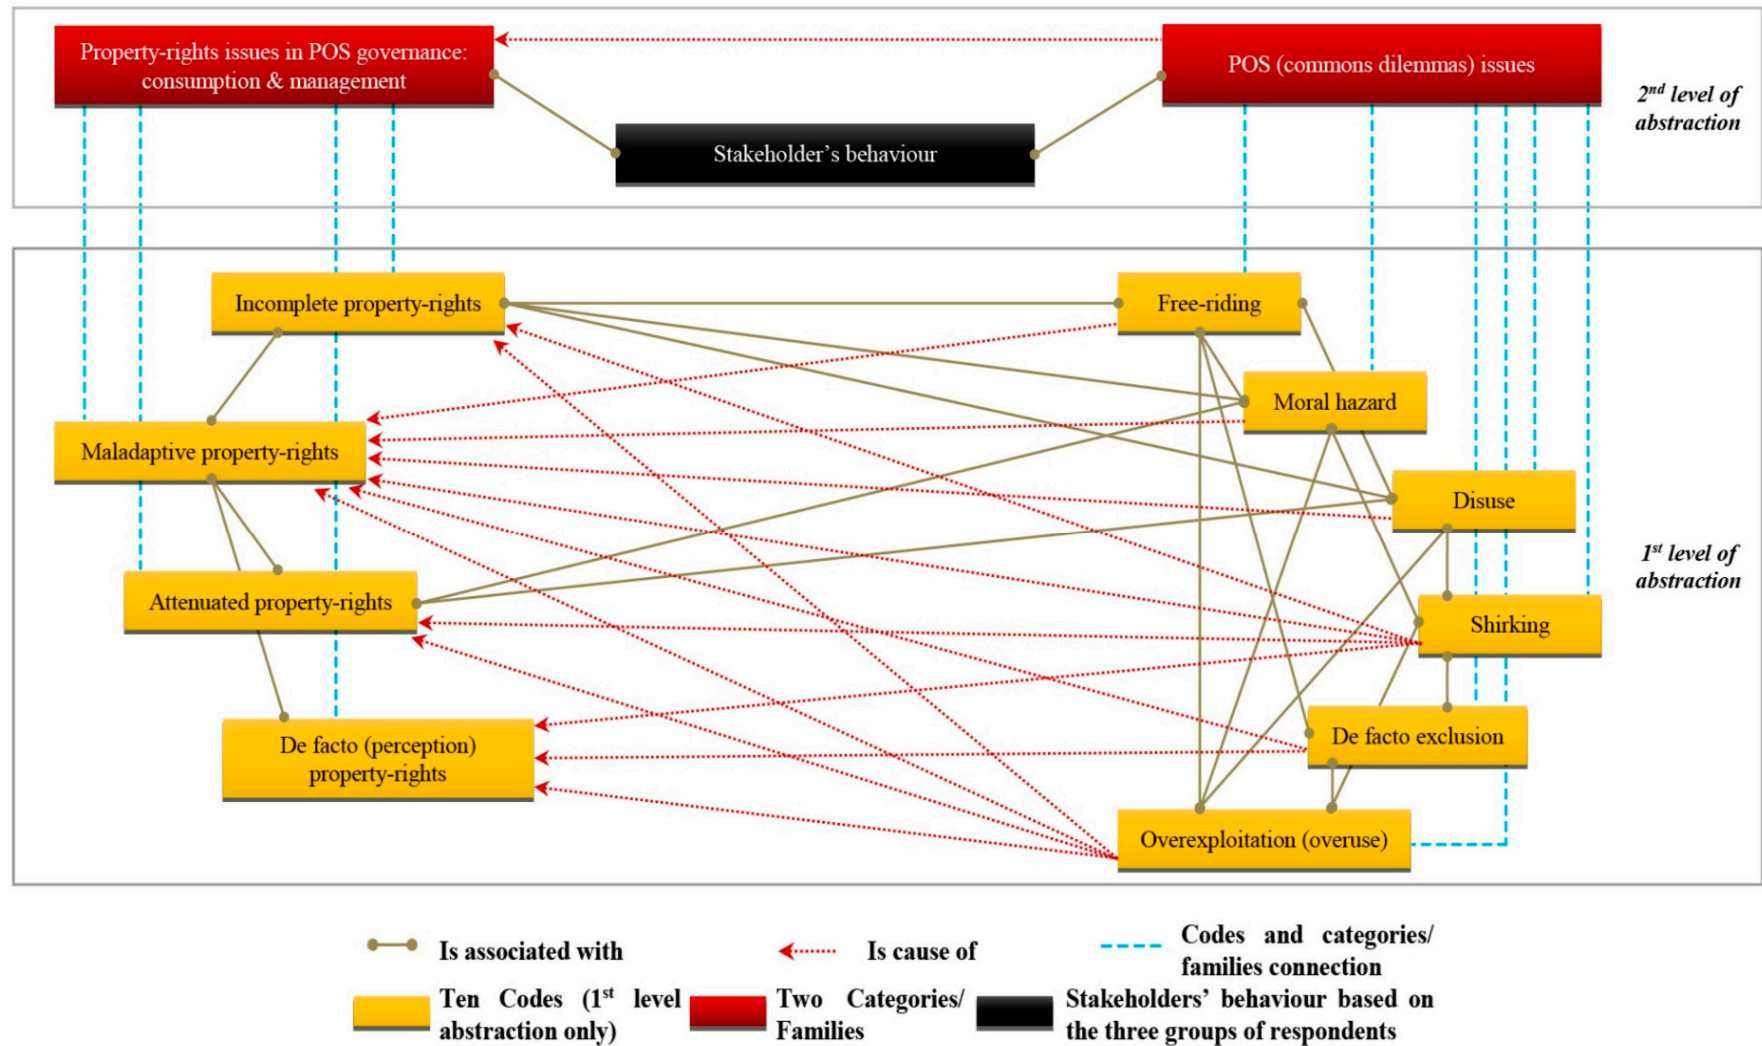 Property-rights issues in POS governance:
consumption & management
POS (commons dilemmas) issues
2nd level of
abstraction
Stakeholder’s behaviour
Incomplete property-rights
Free-riding
Moral hazard
Maladaptive property-rights
Disuse
1st level of
abstraction
Attenuated property-rights
Shirking
De facto (perception)
property-rights
De facto exclusion
Overexploitation (overuse)
Is associated with
Is cause of
Codes and categories/
families connection
Ten Codes (1st level
abstraction only)
Two Categories/
Families
Stakeholders’ behaviour based on
the three groups of respondents